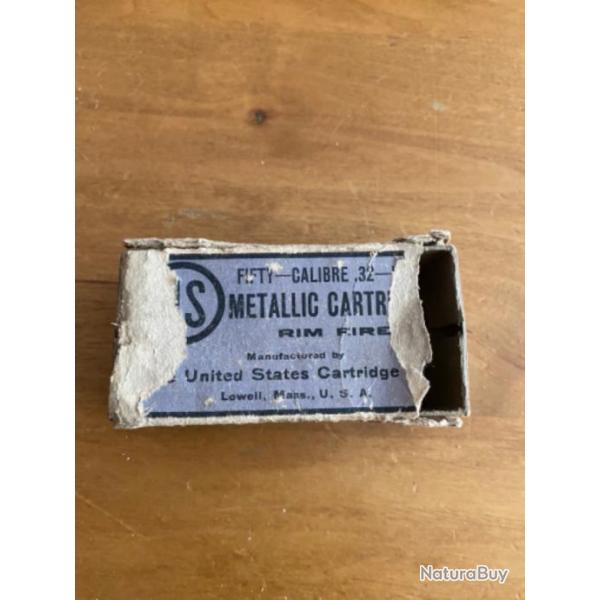 FIFTY—CALIBRE .32—
S
METALLIC CARTR
RIM FIRE
Manufactured by
United States Cartridge
Lowell, Mass., U. S. A.
NaturaBuy